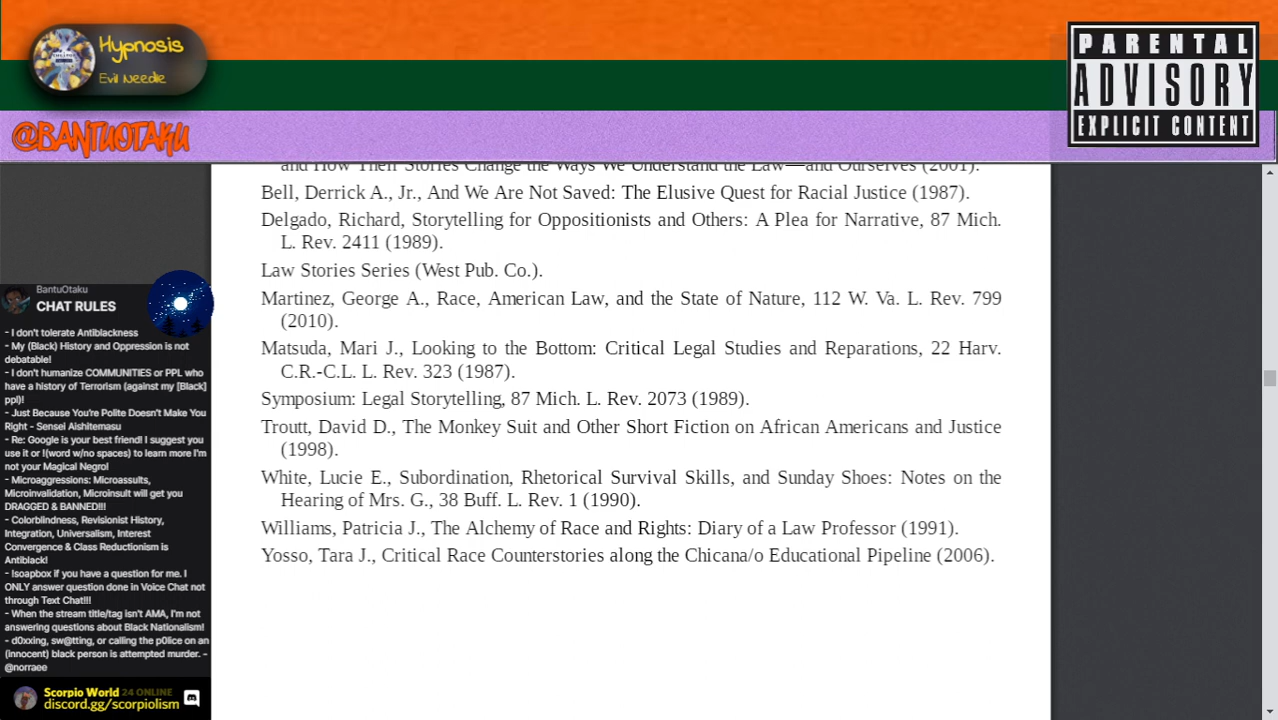 Hypnosis
Evil Needle
PARENTAL
ADVISORY
EXPLICIT CONTENT
@BANTUOTAKU
and How Their Stories Change the Ways We Understand the Law—and Ourselves (2001).
Bell, Derrick A., Jr., And We Are Not Saved: The Elusive Quest for Racial Justice (1987).
Delgado, Richard, Storytelling for Oppositionists and Others: A Plea for Narrative, 87 Mich.
L. Rev. 2411 (1989).
Law Stories Series (West Pub. Co.).
Martinez, George A., Race, American Law, and the State of Nature, 112 W. Va. L. Rev. 799
(2010).
Matsuda, Mari J., Looking to the Bottom: Critical Legal Studies and Reparations, 22 Harv.
C.R.-C.L. L. Rev. 323 (1987).
Symposium: Legal Storytelling, 87 Mich. L. Rev. 2073 (1989).
Troutt, David D., The Monkey Suit and Other Short Fiction on African Americans and Justice
(1998).
White, Lucie E., Subordination, Rhetorical Survival Skills, and Sunday Shoes: Notes on the
Hearing of Mrs. G., 38 Buff. L. Rev. 1 (1990).
Williams, Patricia J., The Alchemy of Race and Rights: Diary of a Law Professor (1991).
Yosso, Tara J., Critical Race Counterstories along the Chicana/o Educational Pipeline (2006).
BantuOtaku
CHAT RULES
- I don't tolerate Antiblackness
- My (Black) History and Oppression is not
debatable!
- I don't humanize COMMUNITIES or PPL who
have a history of Terrorism (against my [Black]
ppl)!
- Just Because You're Polite Doesn't Make You
Right - Sensei Aishitemasu
- Re: Google is your best friend! I suggest you
use it or !(word w/no spaces) to learn more I'm
not your Magical Negro!
- Microaggressions: Microassults,
Microinvalidation, Microinsult will get you
DRAGGED & BANNED!!!
- Colorblindness, Revisionist History,
Integration, Universalism, Interest
Convergence & Class Reductionism is
Antiblack!
- !soapbox if you have a question for me. I
ONLY answer question done in Voice Chat not
through Text Chat!!!
- When the stream title/tag isn't AMA, I'm not
answering questions about Black Nationalism!
- d0xxing, sw@tting, or calling the p0lice on an
(innocent) black person is attempted murder. -
@norraee
Scorpio World 24 ONLINE
discord.gg/scorpiolism